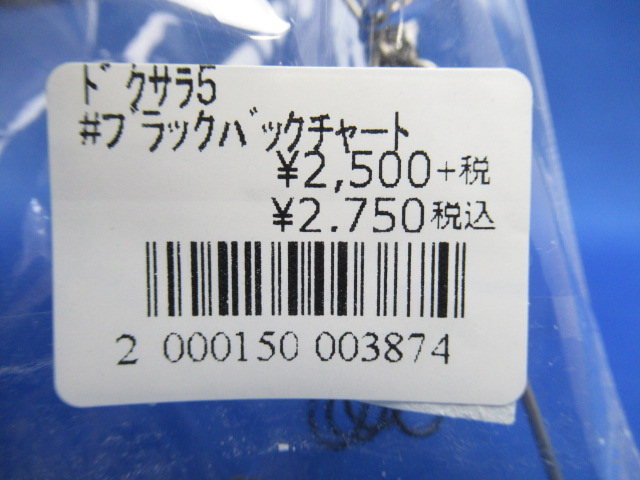 ドクサラ5
#ブラックバックチャート
¥2,500+税
¥2.750税込
2 000150 003874